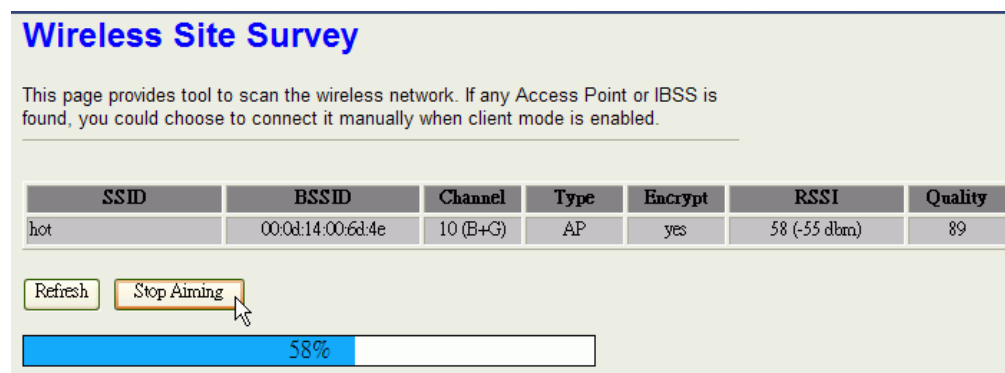 Wireless Site Survey
This page provides tool to scan the wireless network. If any Access Point or IBSS is
found, you could choose to connect it manually when client mode is enabled.
SSID BSSID Channel Type Encrypt RSSI Quality
hot 00:0d:14:00:6d:4e 10 (B+G) AP yes 58 (-55 dbm) 89
Refresh Stop Aiming
58%